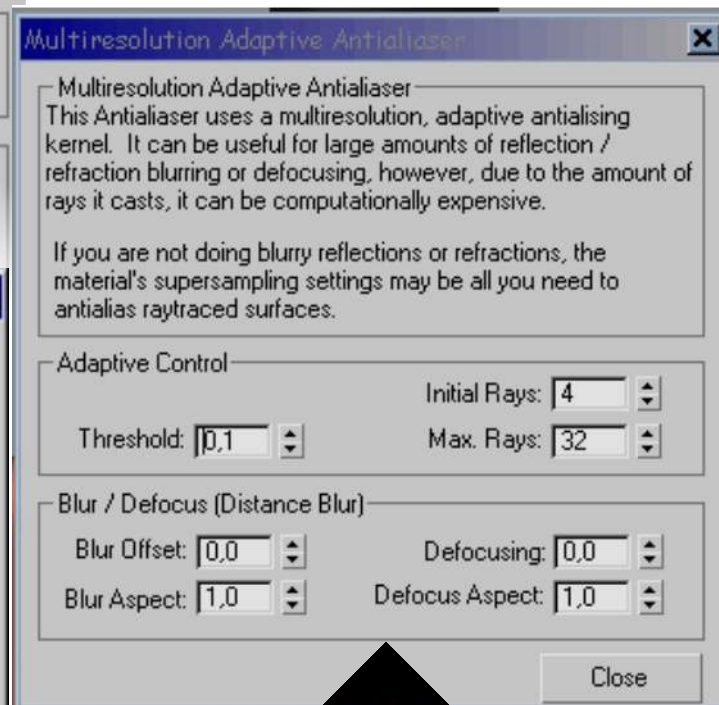 Multiresolution Adaptive Antialiaser
Multiresolution Adaptive Antialiaser
This Antialiaser uses a multiresolution, adaptive antialising
kernel. It can be useful for large amounts of reflection /
refraction blurring or defocusing, however, due to the amount of
rays it casts, it can be computationally expensive.
If you are not doing blurry reflections or refractions, the
material's supersampling settings may be all you need to
antialias raytraced surfaces.
Adaptive Control
Initial Rays: 4
Threshold: 0,1 Max. Rays: 32
Blur / Defocus (Distance Blur)
Blur Offset: 0,0 Defocusing: 0,0
Blur Aspect: 1,0 Defocus Aspect: 1,0
Close